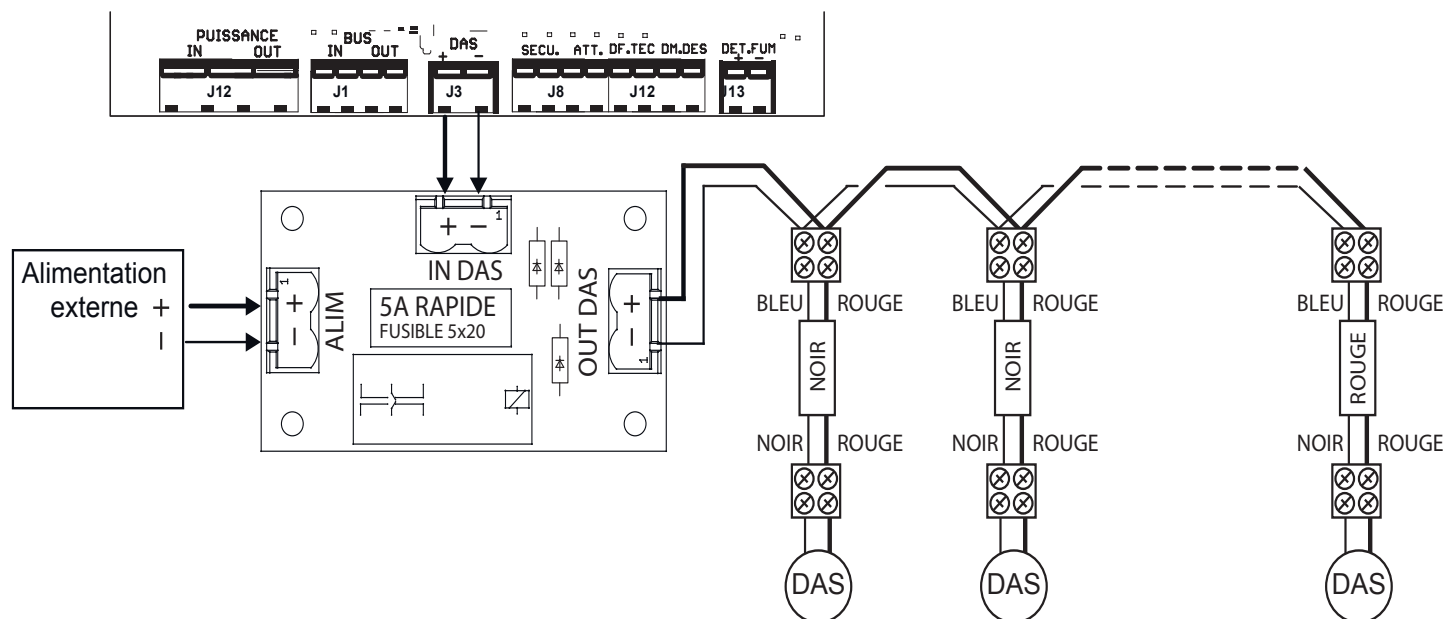 PUISSANCE
IN OUT
BUS
IN OUT
DAS
+ -
SECU. ATT. DF.TEC DM.DES
DET.FUM
+ -
J12
J1
J3
J8
J12
J13
Alimentation
externe +
-
1
+
-
ALIM
+ - 1
IN DAS
5A RAPIDE
FUSIBLE 5x20
OUT DAS
+
-
1
BLEU ROUGE
NOIR
NOIR ROUGE
DAS
BLEU ROUGE
NOIR
NOIR ROUGE
DAS
BLEU ROUGE
ROUGE
NOIR ROUGE
DAS